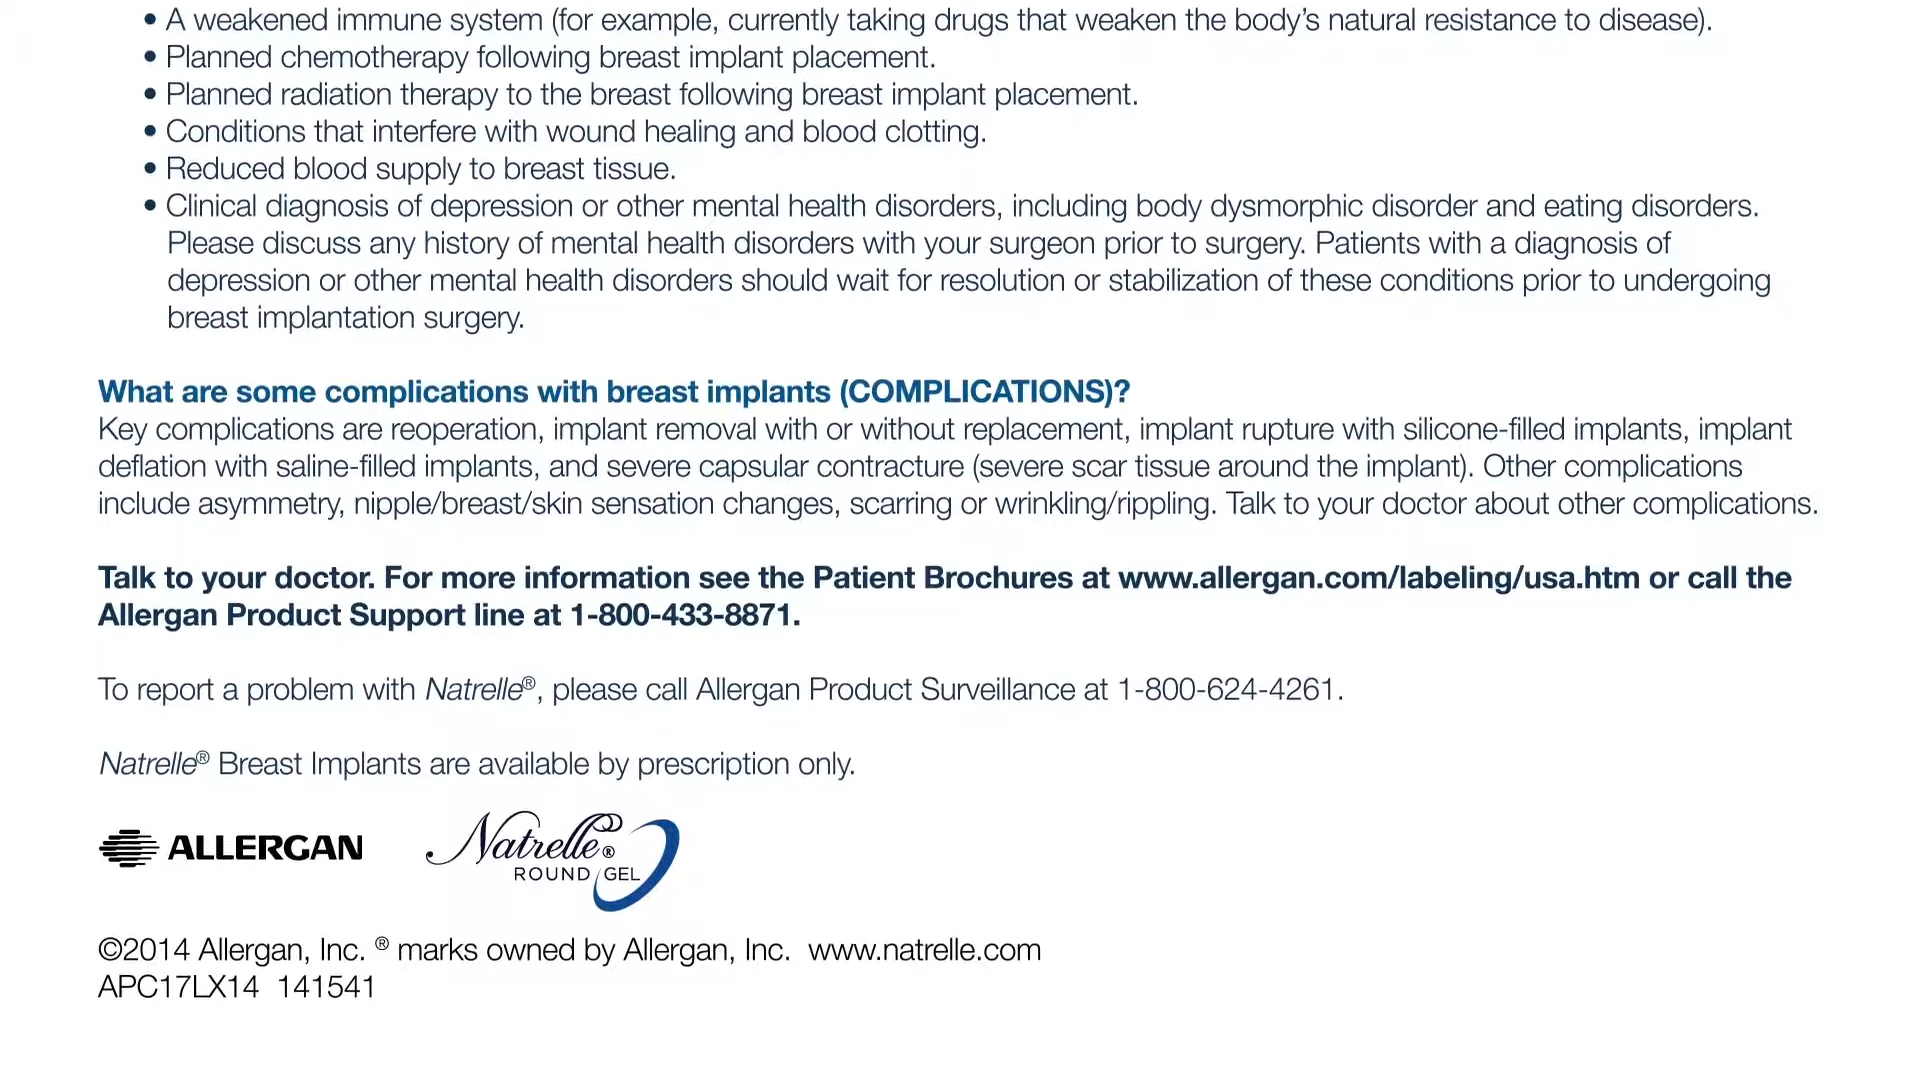 • A weakened immune system (for example, currently taking drugs that weaken the body’s natural resistance to disease).
• Planned chemotherapy following breast implant placement.
• Planned radiation therapy to the breast following breast implant placement.
• Conditions that interfere with wound healing and blood clotting.
• Reduced blood supply to breast tissue.
• Clinical diagnosis of depression or other mental health disorders, including body dysmorphic disorder and eating disorders.
Please discuss any history of mental health disorders with your surgeon prior to surgery. Patients with a diagnosis of
depression or other mental health disorders should wait for resolution or stabilization of these conditions prior to undergoing
breast implantation surgery.
What are some complications with breast implants (COMPLICATIONS)?
Key complications are reoperation, implant removal with or without replacement, implant rupture with silicone-filled implants, implant
deflation with saline-filled implants, and severe capsular contracture (severe scar tissue around the implant). Other complications
include asymmetry, nipple/breast/skin sensation changes, scarring or wrinkling/rippling. Talk to your doctor about other complications.
Talk to your doctor. For more information see the Patient Brochures at www.allergan.com/labeling/usa.htm or call the
Allergan Product Support line at 1-800-433-8871.
To report a problem with Natrelle®, please call Allergan Product Surveillance at 1-800-624-4261.
Natrelle® Breast Implants are available by prescription only.
ALLERGAN
Natrelle®
ROUND GEL
©2014 Allergan, Inc. ® marks owned by Allergan, Inc. www.natrelle.com
APC17LX14 141541